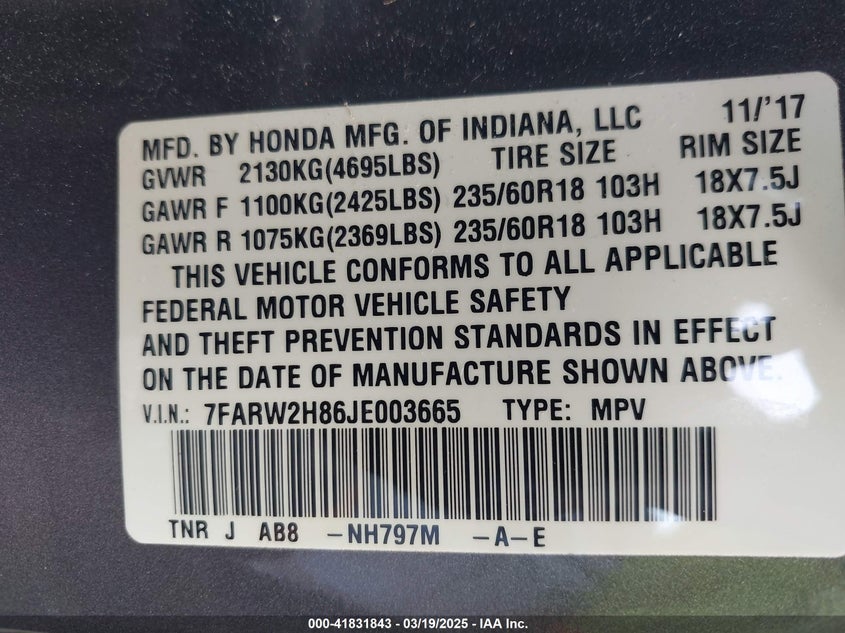 MFD. BY HONDA MFG. OF INDIANA, LLC 11/'17
GVWR 2130KG(4695LBS) TIRE SIZE RIM SIZE
GAWR F 1100KG(2425LBS) 235/60R18 103H 18X7.5J
GAWR R 1075KG(2369LBS) 235/60R18 103H 18X7.5J
THIS VEHICLE CONFORMS TO ALL APPLICABLE
FEDERAL MOTOR VEHICLE SAFETY
AND THEFT PREVENTION STANDARDS IN EFFECT
ON THE DATE OF MANUFACTURE SHOWN ABOVE.
V.I.N.: 7FARW2H86JE003665 TYPE: MPV
TNR J AB8 -NH797M -A-E
000-41831843 — 03/19/2025 — IAA Inc.